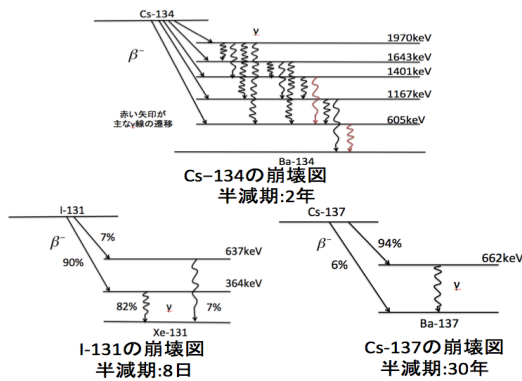 Cs-134
γ
1970keV
β⁻
1643keV
1401keV
1167keV
赤い矢印が
主なγ線の遷移
605keV
Ba-134
Cs−134の崩壊図
半減期:2年
I-131
β⁻
7%
90%
637keV
364keV
82%
γ
7%
Xe-131
I-131の崩壊図
半減期:8日
Cs-137
β⁻
94%
6%
662keV
γ
Ba-137
Cs-137の崩壊図
半減期:30年